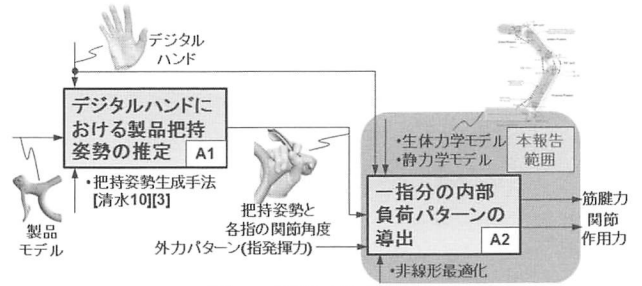 デジタル
ハンド
デジタルハンドに
おける製品把持
姿勢の推定
A1
・把持姿勢生成手法
[清水10][3]
製品
モデル
把持姿勢と
各指の関節角度
外力パターン(指発揮力)
・生体力学モデル
・静力学モデル
本報告
範囲
一指分の内部
負荷パターンの
導出
A2
・非線形最適化
筋腱力
関節
作用力